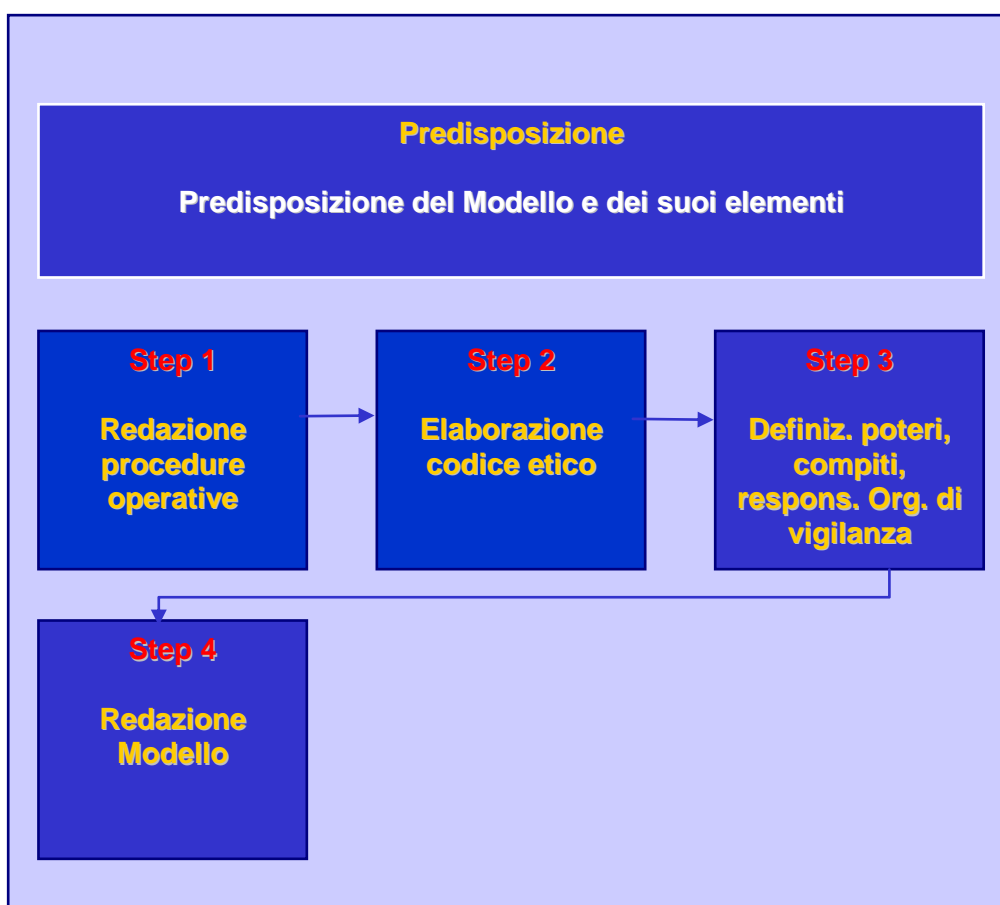 Predisposizione
Predisposizione del Modello e dei suoi elementi
Step 1
Redazione
procedure
operative
Step 2
Elaborazione
codice etico
Step 3
Definiz. poteri,
compiti,
respons. Org. di
vigilanza
Step 4
Redazione
Modello